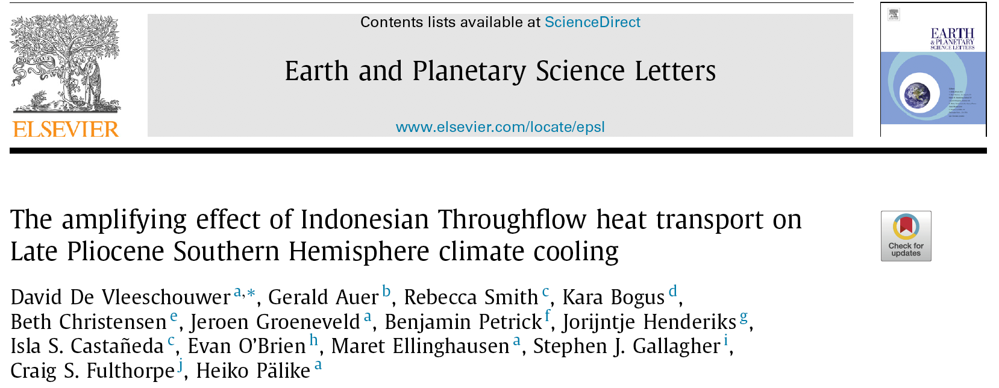 Contents lists available at ScienceDirect
Earth and Planetary Science Letters
www.elsevier.com/locate/epsl
NON SOLUS
ELSEVIER
ELSEVIER
EARTH
& PLANETARY
SCIENCE LETTERS
The amplifying effect of Indonesian Throughflow heat transport on
Late Pliocene Southern Hemisphere climate cooling
Check for
updates
David De Vleeschouwer a,*, Gerald Auer b, Rebecca Smith c, Kara Bogus d,
Beth Christensen e, Jeroen Groeneveld a, Benjamin Petrick f, Jorijntje Henderiks g,
Isla S. Castañeda c, Evan O’Brien h, Maret Ellinghausen a, Stephen J. Gallagher i,
Craig S. Fulthorpe j, Heiko Pälike a